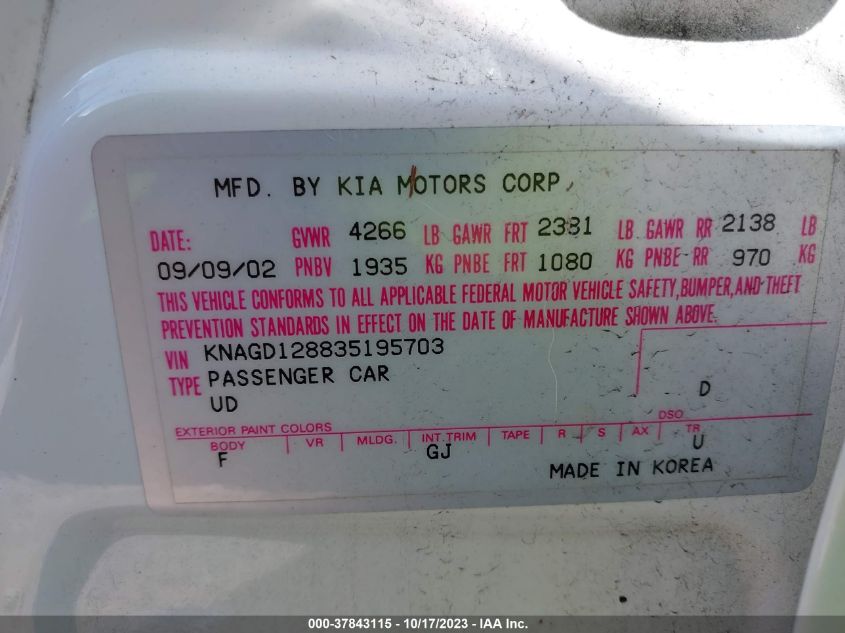 MFD. BY KIA MOTORS CORP.
DATE: GVWR 4266 LB GAWR FRT 2381 LB GAWR RR 2138 LB
09/09/02 PNBV 1935 KG PNBE FRT 1080 KG PNBE RR 970 KG
THIS VEHICLE CONFORMS TO ALL APPLICABLE FEDERAL MOTOR VEHICLE SAFETY, BUMPER, AND THEFT
PREVENTION STANDARDS IN EFFECT ON THE DATE OF MANUFACTURE SHOWN ABOVE.
VIN KNAGD128835195703
TYPE PASSENGER CAR
UD D
EXTERIOR PAINT COLORS DSO
BODY VR MLDG. INT.TRIM TAPE R S AX TR
F GJ U
MADE IN KOREA
000-37843115 - 10/17/2023 - IAA Inc.